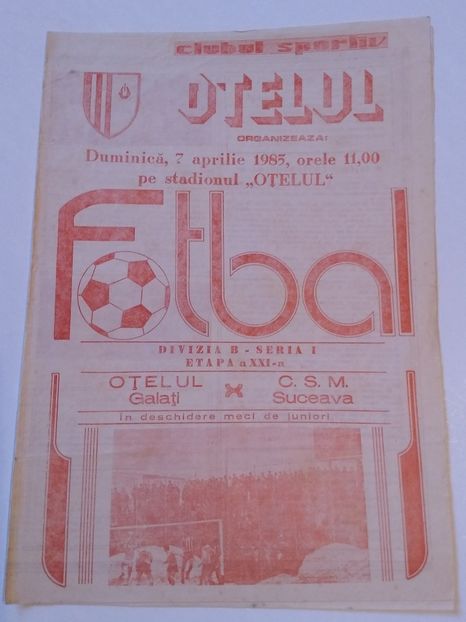 clubul sportiv
OȚELUL
ORGANIZEAZĂ:
Duminică, 7 aprilie 1985, orele 11,00
pe stadionul „OȚELUL“
Fotbal
DIVIZIA B - SERIA I
ETAPA a XXI-a
OȚELUL Galați x C. S. M. Suceava
în deschidere meci de juniori